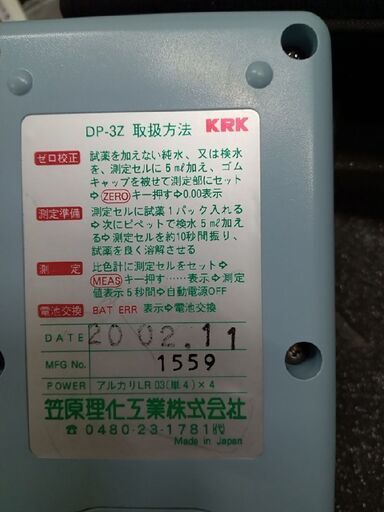 DP-3Z 取扱方法 KRK
ゼロ校正 試薬を加えない純水、又は検水
を、測定セルに5mℓ加え、ゴム
キャップを被せて測定部にセット
⇨ZEROキー押す⇨0.00表示
測定準備 測定セルに試薬1パック入れる
⇨次にピペットで検水5mℓ加え
る⇨測定セルを約10秒間振り、
試薬を良く溶解させる
測定 比色計に測定セルをセット⇨
MEASキー押す……表示⇨測定
値表示5秒間⇨自動電源OFF
電池交換 BAT ERR 表示⇨電池交換
DATE 2002.11
MFG No. 1559
POWER アルカリLR03(単4)×4
笠原理化工業株式会社
☎0480-23-1781㈹
Made in Japan